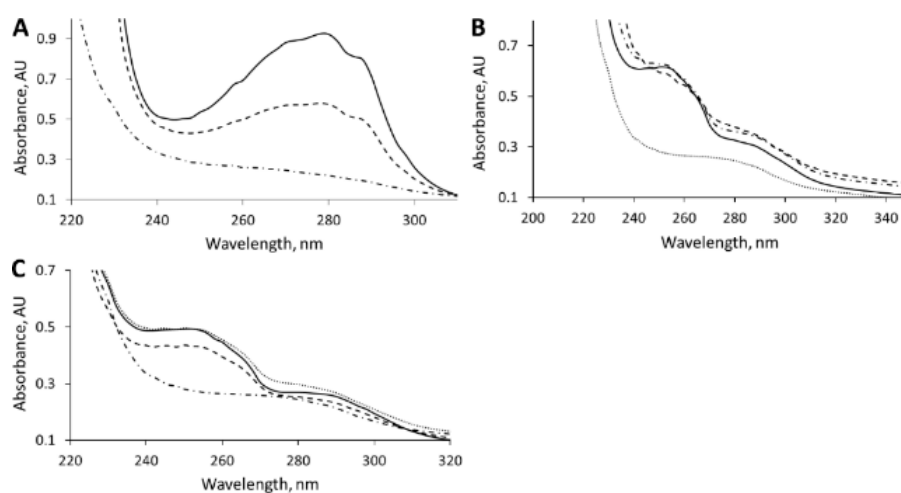 A
Absorbance, AU
0.9
0.7
0.5
0.3
0.1
220 240 260 280 300
Wavelength, nm
B
Absorbance, AU
0.7
0.5
0.3
0.1
200 220 240 260 280 300 320 340
Wavelength, nm
C
Absorbance, AU
0.7
0.5
0.3
0.1
220 240 260 280 300 320
Wavelength, nm